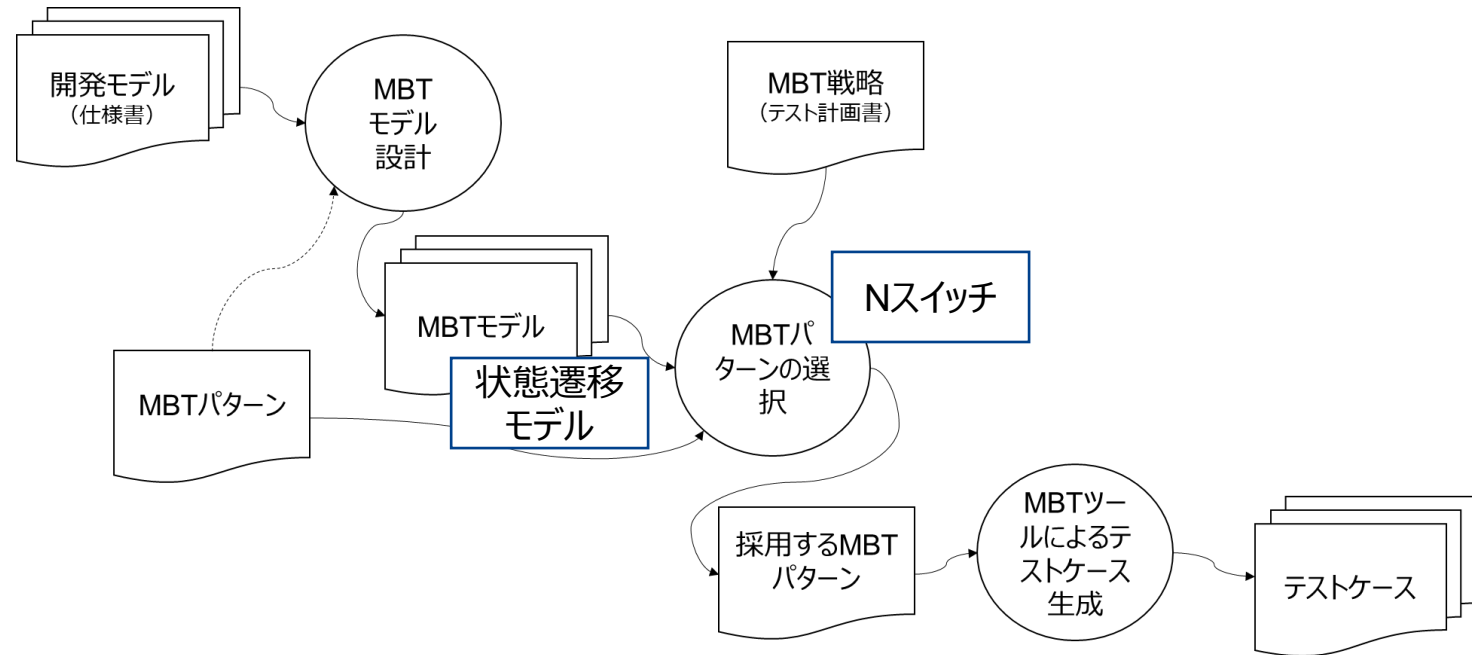 開発モデル
（仕様書）
MBT
モデル
設計
MBT戦略
（テスト計画書）
Nスイッチ
MBTモデル
状態遷移
モデル
MBTパ
ターンの選
択
MBTパターン
採用するMBT
パターン
MBTツー
ルによるテ
ストケース
生成
テストケース